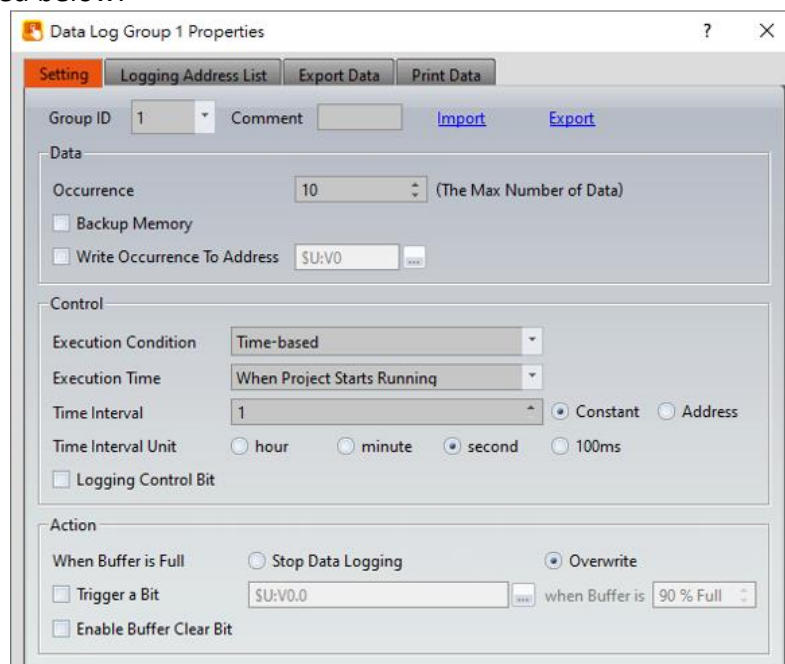 Data Log Group 1 Properties ? ×
Setting Logging Address List Export Data Print Data
Group ID 1 Comment Import Export
Data
Occurrence 10 (The Max Number of Data)
Backup Memory
Write Occurrence To Address $U:V0 ...
Control
Execution Condition Time-based
Execution Time When Project Starts Running
Time Interval 1 Constant Address
Time Interval Unit hour minute second 100ms
Logging Control Bit
Action
When Buffer is Full Stop Data Logging Overwrite
Trigger a Bit $U:V0.0 ... when Buffer is 90 % Full
Enable Buffer Clear Bit